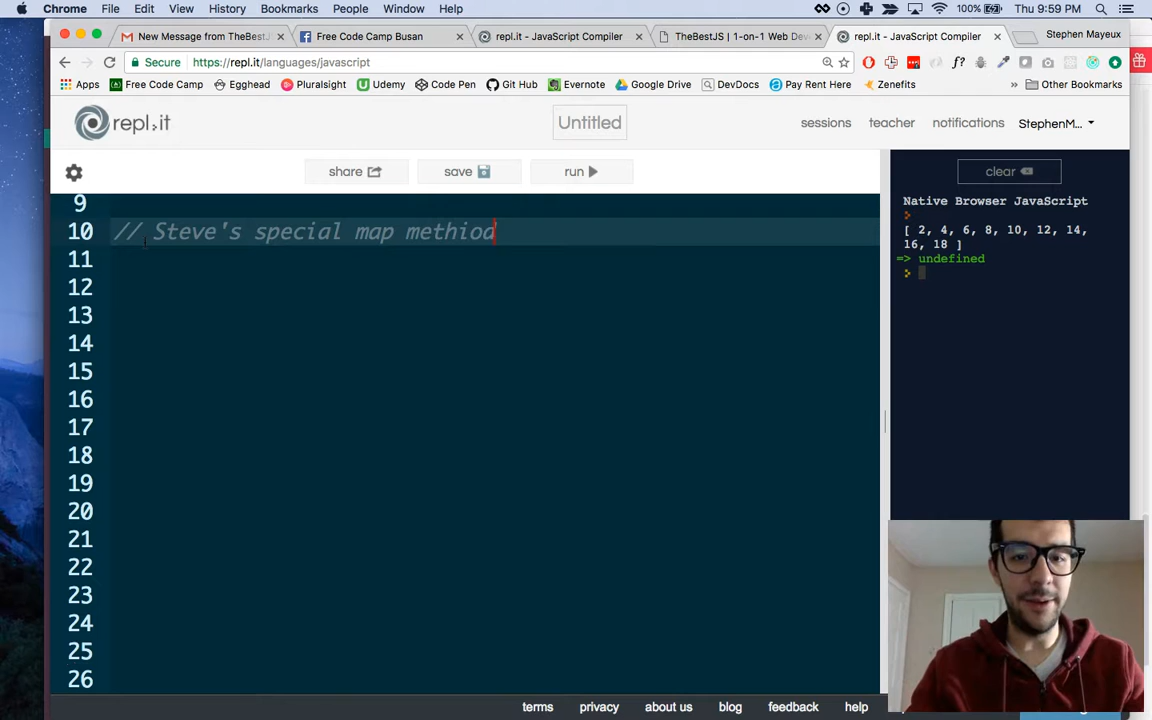 Chrome File Edit View History Bookmarks People Window Help 100% Thu 9:59 PM
New Message from TheBestJ Free Code Camp Busan repl.it - JavaScript Compiler TheBestJS | 1-on-1 Web Dev repl.it - JavaScript Compiler Stephen Mayeux
Secure https://repl.it/languages/javascript f?
Apps Free Code Camp Egghead Pluralsight Udemy Code Pen Git Hub Evernote Google Drive DevDocs Pay Rent Here Zenefits » Other Bookmarks
repl.it Untitled sessions teacher notifications StephenM...
share save run clear
9
10 // Steve's special map methiod
11
12
13
14
15
16
17
18
19
20
21
22
23
24
25
26
Native Browser JavaScript
>
[ 2, 4, 6, 8, 10, 12, 14,
16, 18 ]
=> undefined
>
terms privacy about us blog feedback help